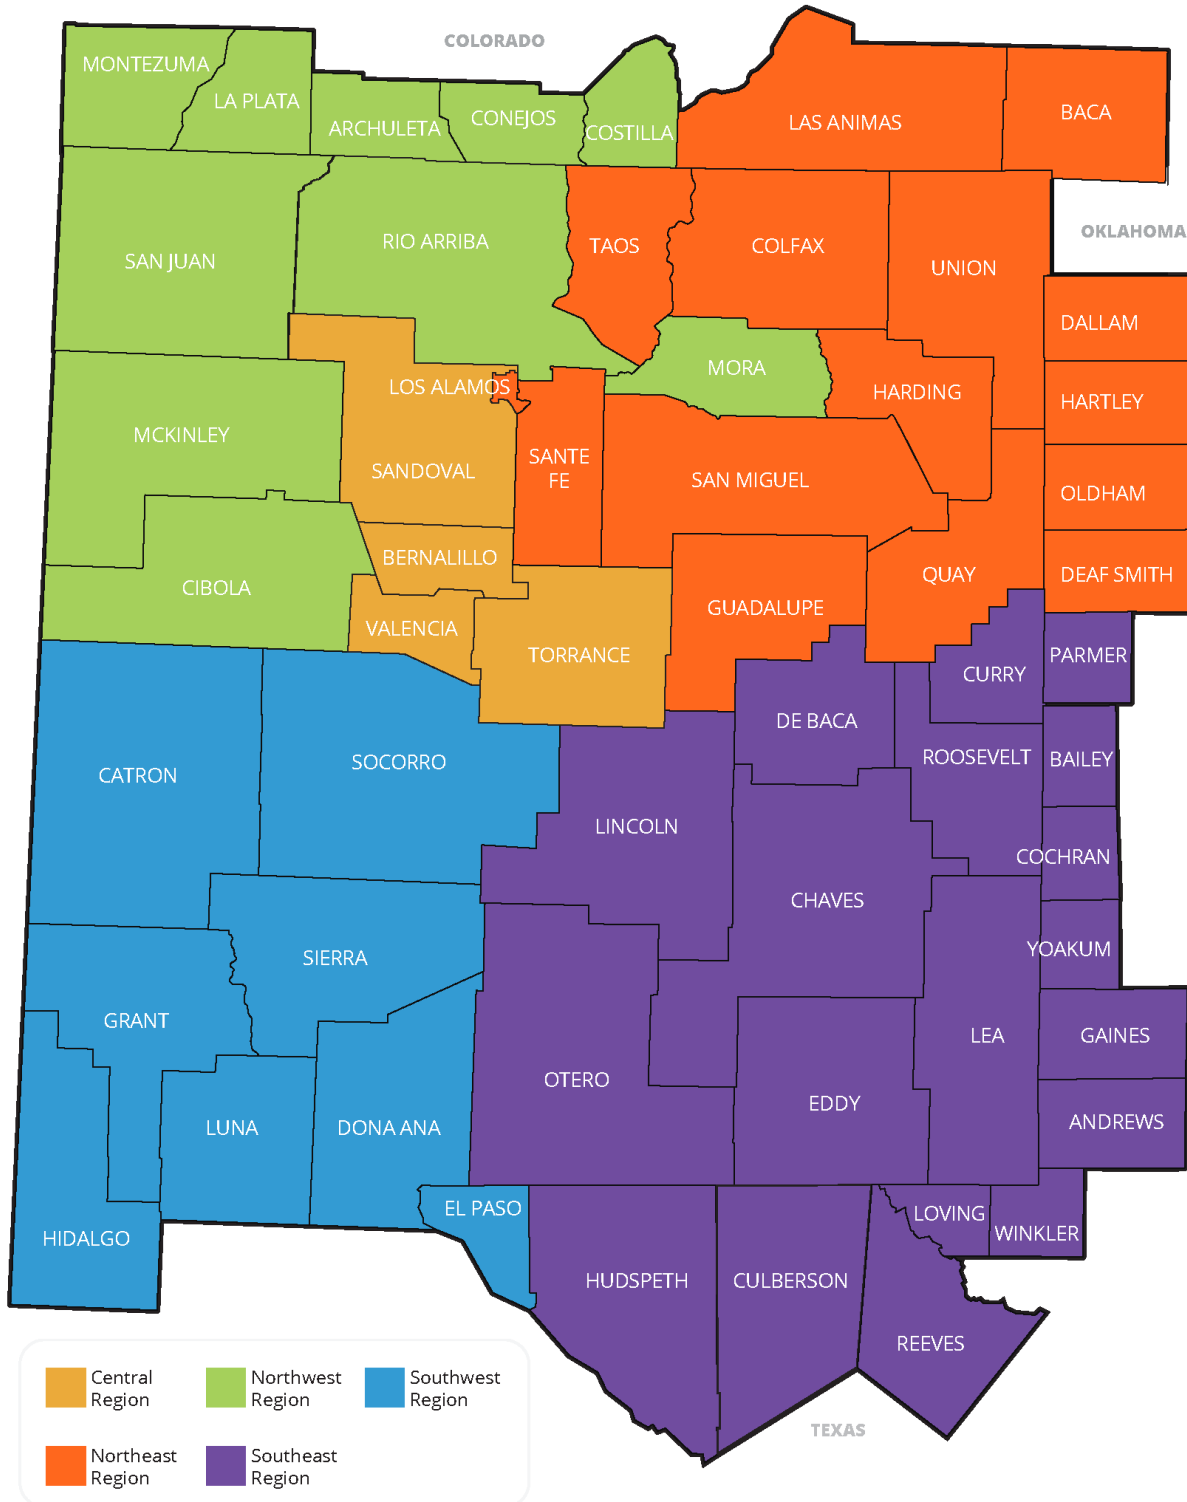 COLORADO
MONTEZUMA
LA PLATA
ARCHULETA
CONEJOS
COSTILLA
LAS ANIMAS
BACA
OKLAHOMA
SAN JUAN
RIO ARRIBA
TAOS
COLFAX
UNION
DALLAM
MORA
LOS ALAMOS
HARDING
HARTLEY
MCKINLEY
SANDOVAL
SANTE
FE
SAN MIGUEL
OLDHAM
BERNALILLO
CIBOLA
QUAY
DEAF SMITH
GUADALUPE
VALENCIA
TORRANCE
CURRY
PARMER
DE BACA
CATRON
SOCORRO
ROOSEVELT
BAILEY
LINCOLN
COCHRAN
CHAVES
SIERRA
YOAKUM
GRANT
LEA
GAINES
OTERO
EDDY
LUNA
DONA ANA
ANDREWS
EL PASO
LOVING
WINKLER
HIDALGO
HUDSPETH
CULBERSON
REEVES
TEXAS
Central
Region
Northwest
Region
Southwest
Region
Northeast
Region
Southeast
Region